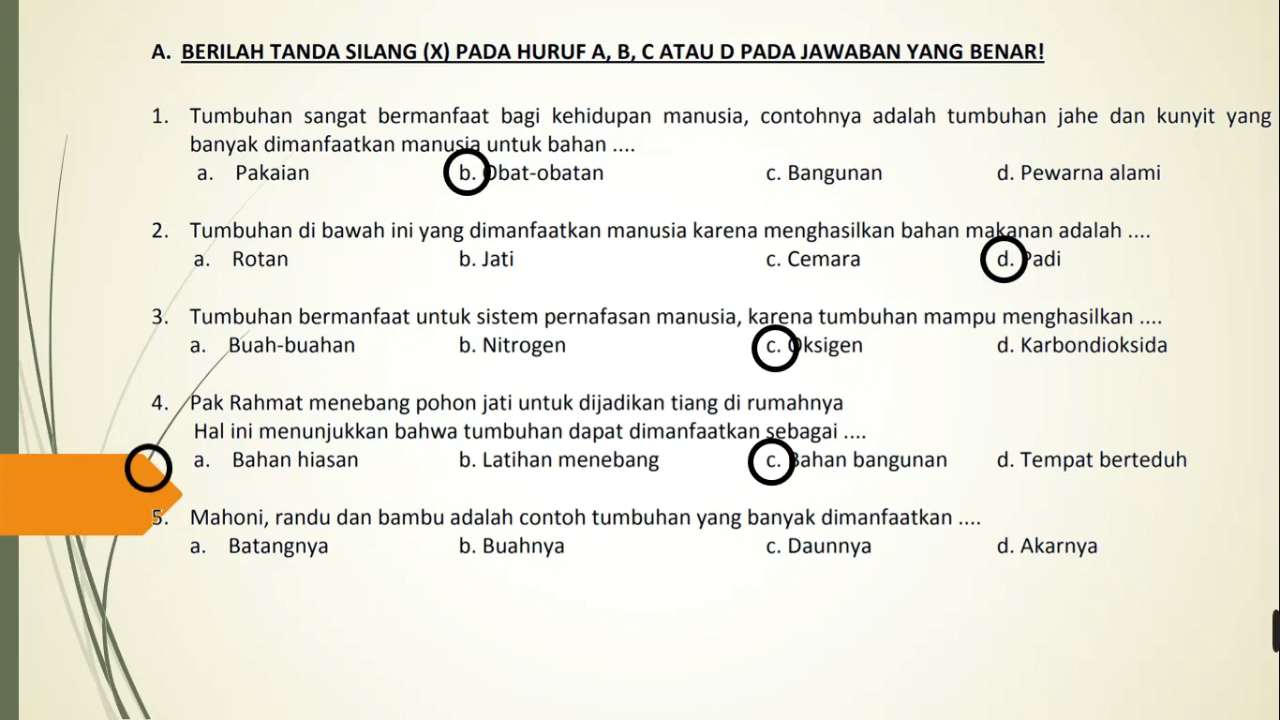 A. BERILAH TANDA SILANG (X) PADA HURUF A, B, C ATAU D PADA JAWABAN YANG BENAR!
1. Tumbuhan sangat bermanfaat bagi kehidupan manusia, contohnya adalah tumbuhan jahe dan kunyit yang
banyak dimanfaatkan manusia untuk bahan ....
a. Pakaian b. Obat-obatan c. Bangunan d. Pewarna alami
2. Tumbuhan di bawah ini yang dimanfaatkan manusia karena menghasilkan bahan makanan adalah ....
a. Rotan b. Jati c. Cemara d. Padi
3. Tumbuhan bermanfaat untuk sistem pernafasan manusia, karena tumbuhan mampu menghasilkan ....
a. Buah-buahan b. Nitrogen c. Oksigen d. Karbondioksida
4. Pak Rahmat menebang pohon jati untuk dijadikan tiang di rumahnya
Hal ini menunjukkan bahwa tumbuhan dapat dimanfaatkan sebagai ....
a. Bahan hiasan b. Latihan menebang c. Bahan bangunan d. Tempat berteduh
5. Mahoni, randu dan bambu adalah contoh tumbuhan yang banyak dimanfaatkan ....
a. Batangnya b. Buahnya c. Daunnya d. Akarnya